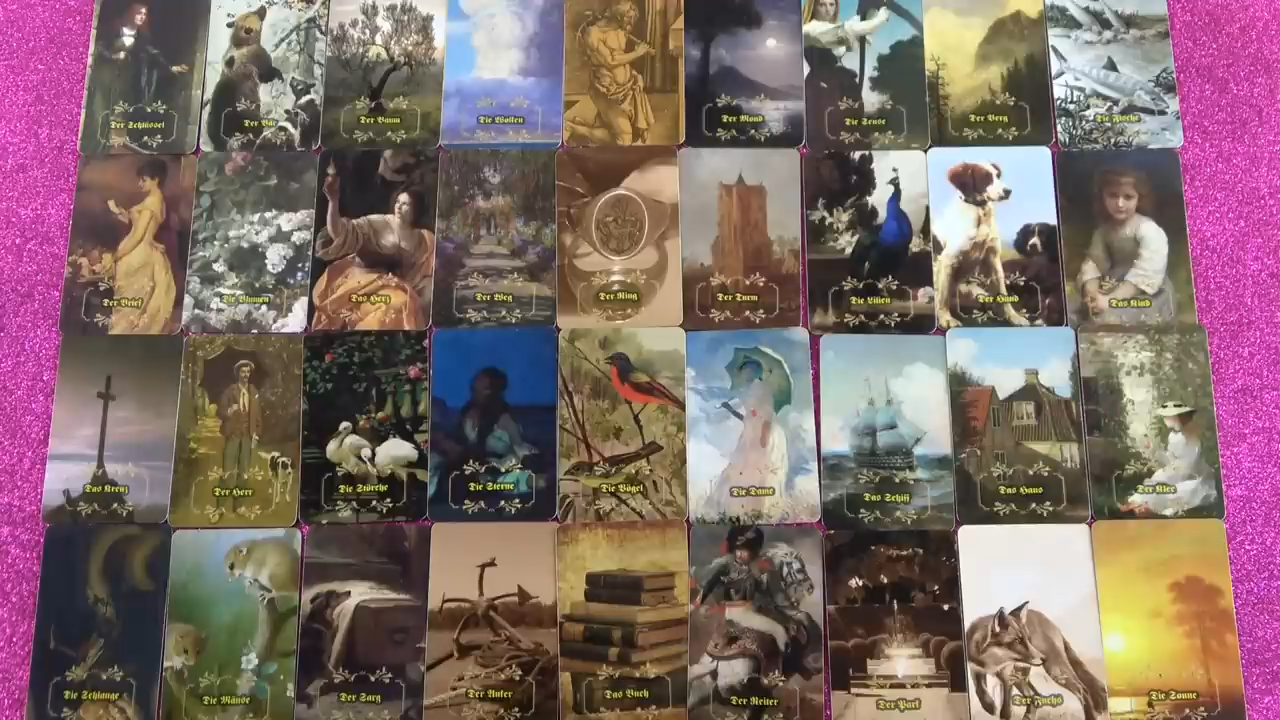 Der Schlüssel
Der Bär
Der Baum
Die Wolken
Der Mond
Die Sense
Der Berg
Die Fische
Der Brief
Die Blumen
Das Herz
Der Weg
Der Ring
Der Turm
Die Lilien
Der Hund
Das Kind
Das Kreuz
Der Herr
Die Störche
Die Sterne
Die Vögel
Die Dame
Das Schiff
Das Haus
Der Klee
Die Schlange
Die Mäuse
Der Sarg
Der Anker
Das Buch
Der Reiter
Der Park
Der Fuchs
Die Sonne